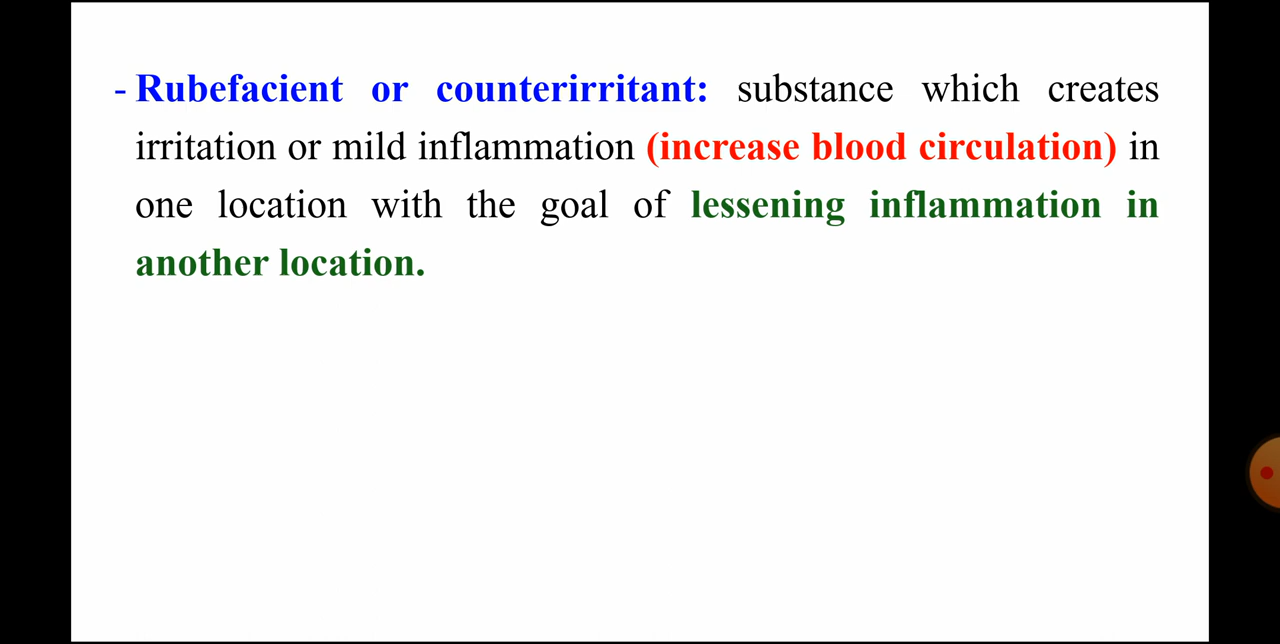 - Rubefacient or counterirritant: substance which creates
irritation or mild inflammation (increase blood circulation) in
one location with the goal of lessening inflammation in
another location.